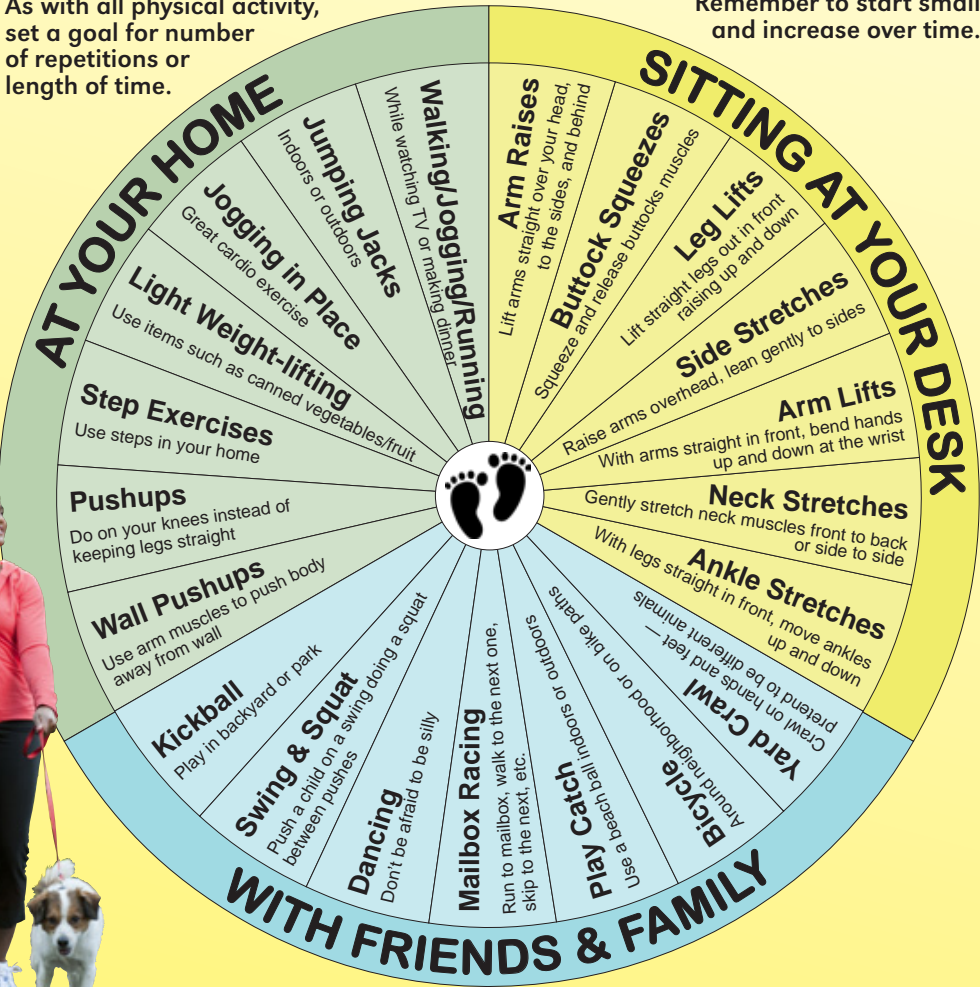 As with all physical activity,
set a goal for number
of repetitions or
length of time.
Remember to start small
and increase over time.
AT YOUR HOME
Walking/Jogging/Running
While watching TV or making dinner
Jumping Jacks
Indoors or outdoors
Jogging in Place
Great cardio exercise
Light Weight-lifting
Use items such as canned vegetables/fruit
Step Exercises
Use steps in your home
Pushups
Do on your knees instead of
keeping legs straight
Wall Pushups
Use arm muscles to push body
away from wall
SITTING AT YOUR DESK
Arm Raises
Lift arms straight over your head,
to the sides, and behind
Buttock Squeezes
Squeeze and release buttocks muscles
Leg Lifts
Lift straight legs out in front
raising up and down
Side Stretches
Raise arms overhead, lean gently to sides
Arm Lifts
With arms straight in front, bend hands
up and down at the wrist
Neck Stretches
Gently stretch neck muscles front to back
or side to side
Ankle Stretches
With legs straight in front, move ankles
up and down
WITH FRIENDS & FAMILY
Kickball
Play in backyard or park
Swing & Squat
Push a child on a swing doing a squat
between pushes
Dancing
Don't be afraid to be silly
Mailbox Racing
Run to mailbox, walk to the next one,
skip to the next, etc.
Play Catch
Use a beach ball indoors or outdoors
Bicycle
Around neighborhood or on bike paths
Yard Crawl
Crawl on hands and feet —
pretend to be different animals